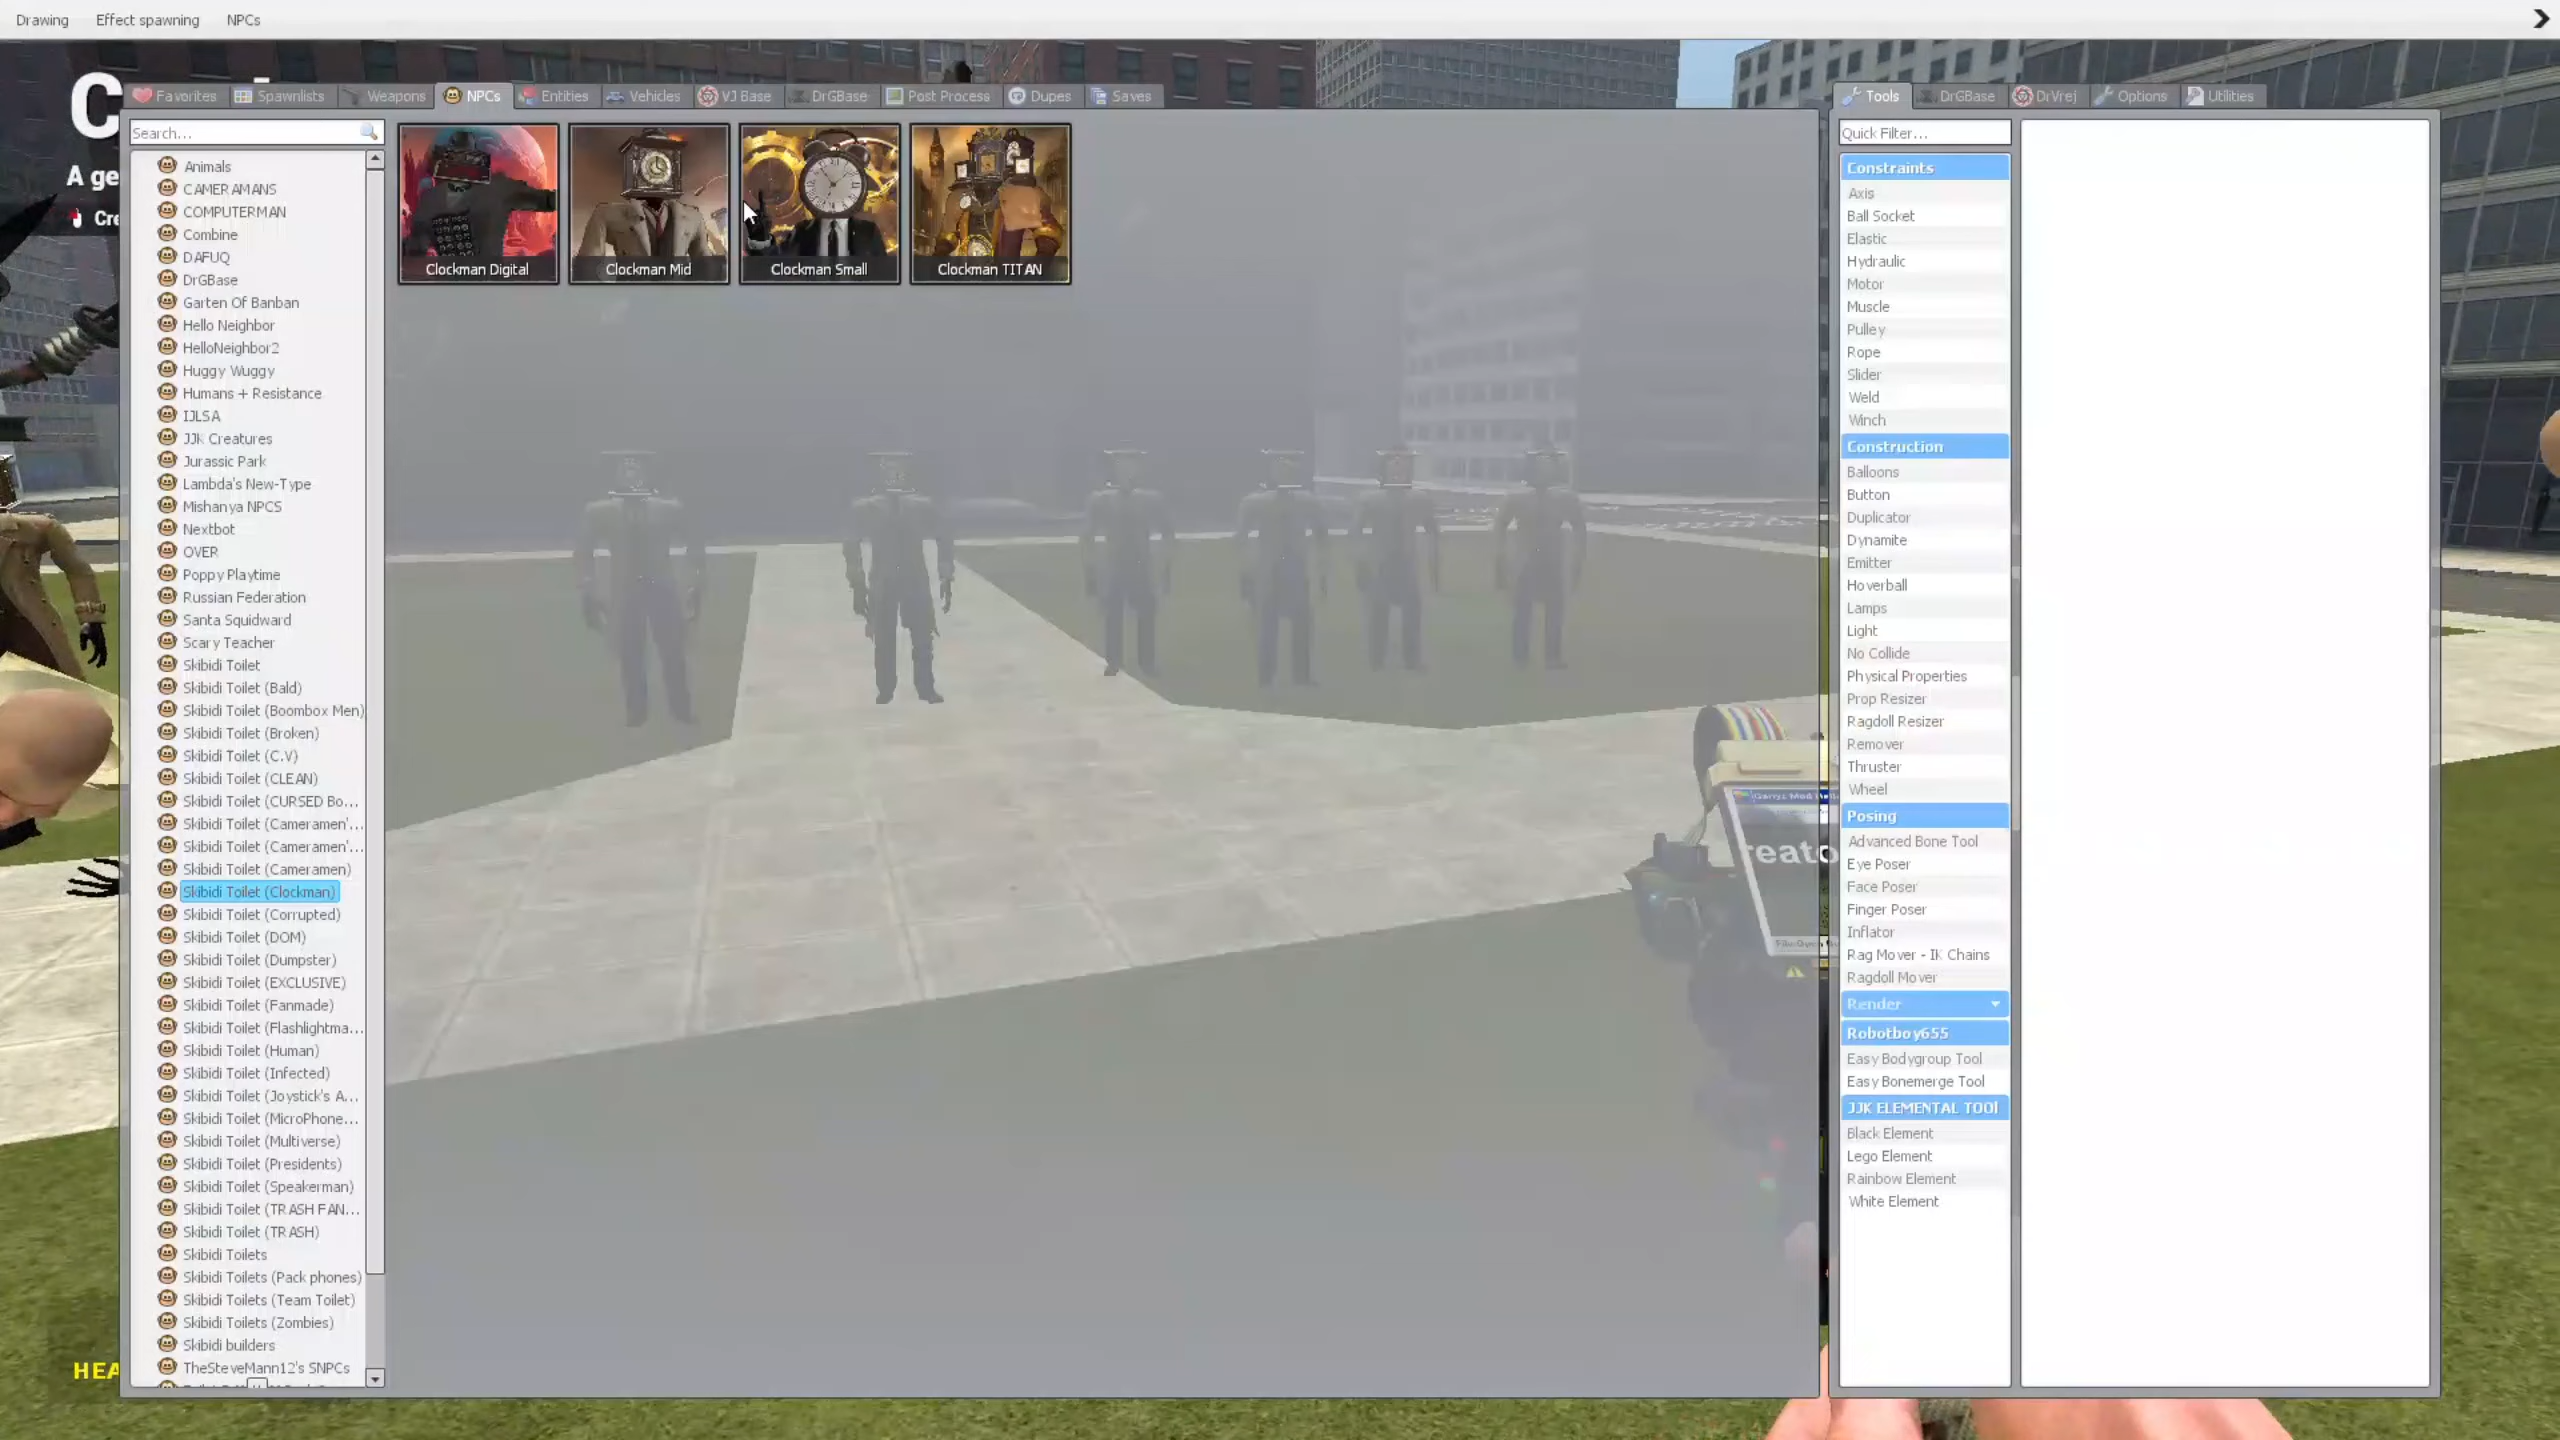 Drawing Effect spawning NPCs
Favorites Spawnlists Weapons NPCs Entities Vehicles VJ Base DrGBase Post Process Dupes Saves
Search...
Animals
CAMERAMANS
COMPUTERMAN
Combine
DAFUQ
DrGBase
Garten Of Banban
Hello Neighbor
HelloNeighbor2
Huggy Wuggy
Humans + Resistance
IJLSA
JJK Creatures
Jurassic Park
Lambda's New-Type
Mishanya NPCS
Nextbot
OVER
Poppy Playtime
Russian Federation
Santa Squidward
Scary Teacher
Skibidi Toilet
Skibidi Toilet (Bald)
Skibidi Toilet (Boombox Men)
Skibidi Toilet (Broken)
Skibidi Toilet (C.V)
Skibidi Toilet (CLEAN)
Skibidi Toilet (CURSED Bo...
Skibidi Toilet (Cameramen'...
Skibidi Toilet (Cameramen'...
Skibidi Toilet (Cameramen)
Skibidi Toilet (Clockman)
Skibidi Toilet (Corrupted)
Skibidi Toilet (DOM)
Skibidi Toilet (Dumpster)
Skibidi Toilet (EXCLUSIVE)
Skibidi Toilet (Fanmade)
Skibidi Toilet (Flashlightma...
Skibidi Toilet (Human)
Skibidi Toilet (Infected)
Skibidi Toilet (Joystick's A...
Skibidi Toilet (MicroPhone...
Skibidi Toilet (Multiverse)
Skibidi Toilet (Presidents)
Skibidi Toilet (Speakerman)
Skibidi Toilet (TRASH FAN...
Skibidi Toilet (TRASH)
Skibidi Toilets
Skibidi Toilets (Pack phones)
Skibidi Toilets (Team Toilet)
Skibidi Toilets (Zombies)
Skibidi builders
TheSteveMann12's SNPCs
Clockman Digital Clockman Mid Clockman Small Clockman TITAN
C
A ge
Cre
HEA
reato
Tools DrGBase DrVrej Options Utilities
Quick Filter...
Constraints
Axis
Ball Socket
Elastic
Hydraulic
Motor
Muscle
Pulley
Rope
Slider
Weld
Winch
Construction
Balloons
Button
Duplicator
Dynamite
Emitter
Hoverball
Lamps
Light
No Collide
Physical Properties
Prop Resizer
Ragdoll Resizer
Remover
Thruster
Wheel
Posing
Advanced Bone Tool
Eye Poser
Face Poser
Finger Poser
Inflator
Rag Mover - IK Chains
Ragdoll Mover
Render
Robotboy655
Easy Bodygroup Tool
Easy Bonemerge Tool
JJK ELEMENTAL TOOl
Black Element
Lego Element
Rainbow Element
White Element